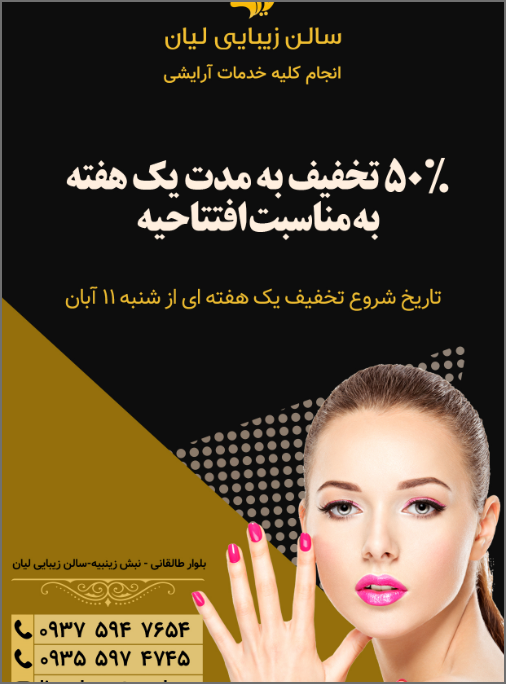 سالن زیبایی لیان
انجام کلیه خدمات آرایشی
۵۰٪ تخفیف به مدت یک هفته
به مناسبت افتتاحیه
تاریخ شروع تخفیف یک هفته ای از شنبه ۱۱ آبان
بلوار طالقانی - نبش زینبیه-سالن زیبایی لیان
۰۹۳۷ ۵۹۴ ۷۶۵۴
۰۹۳۵ ۵۹۷ ۴۷۴۵